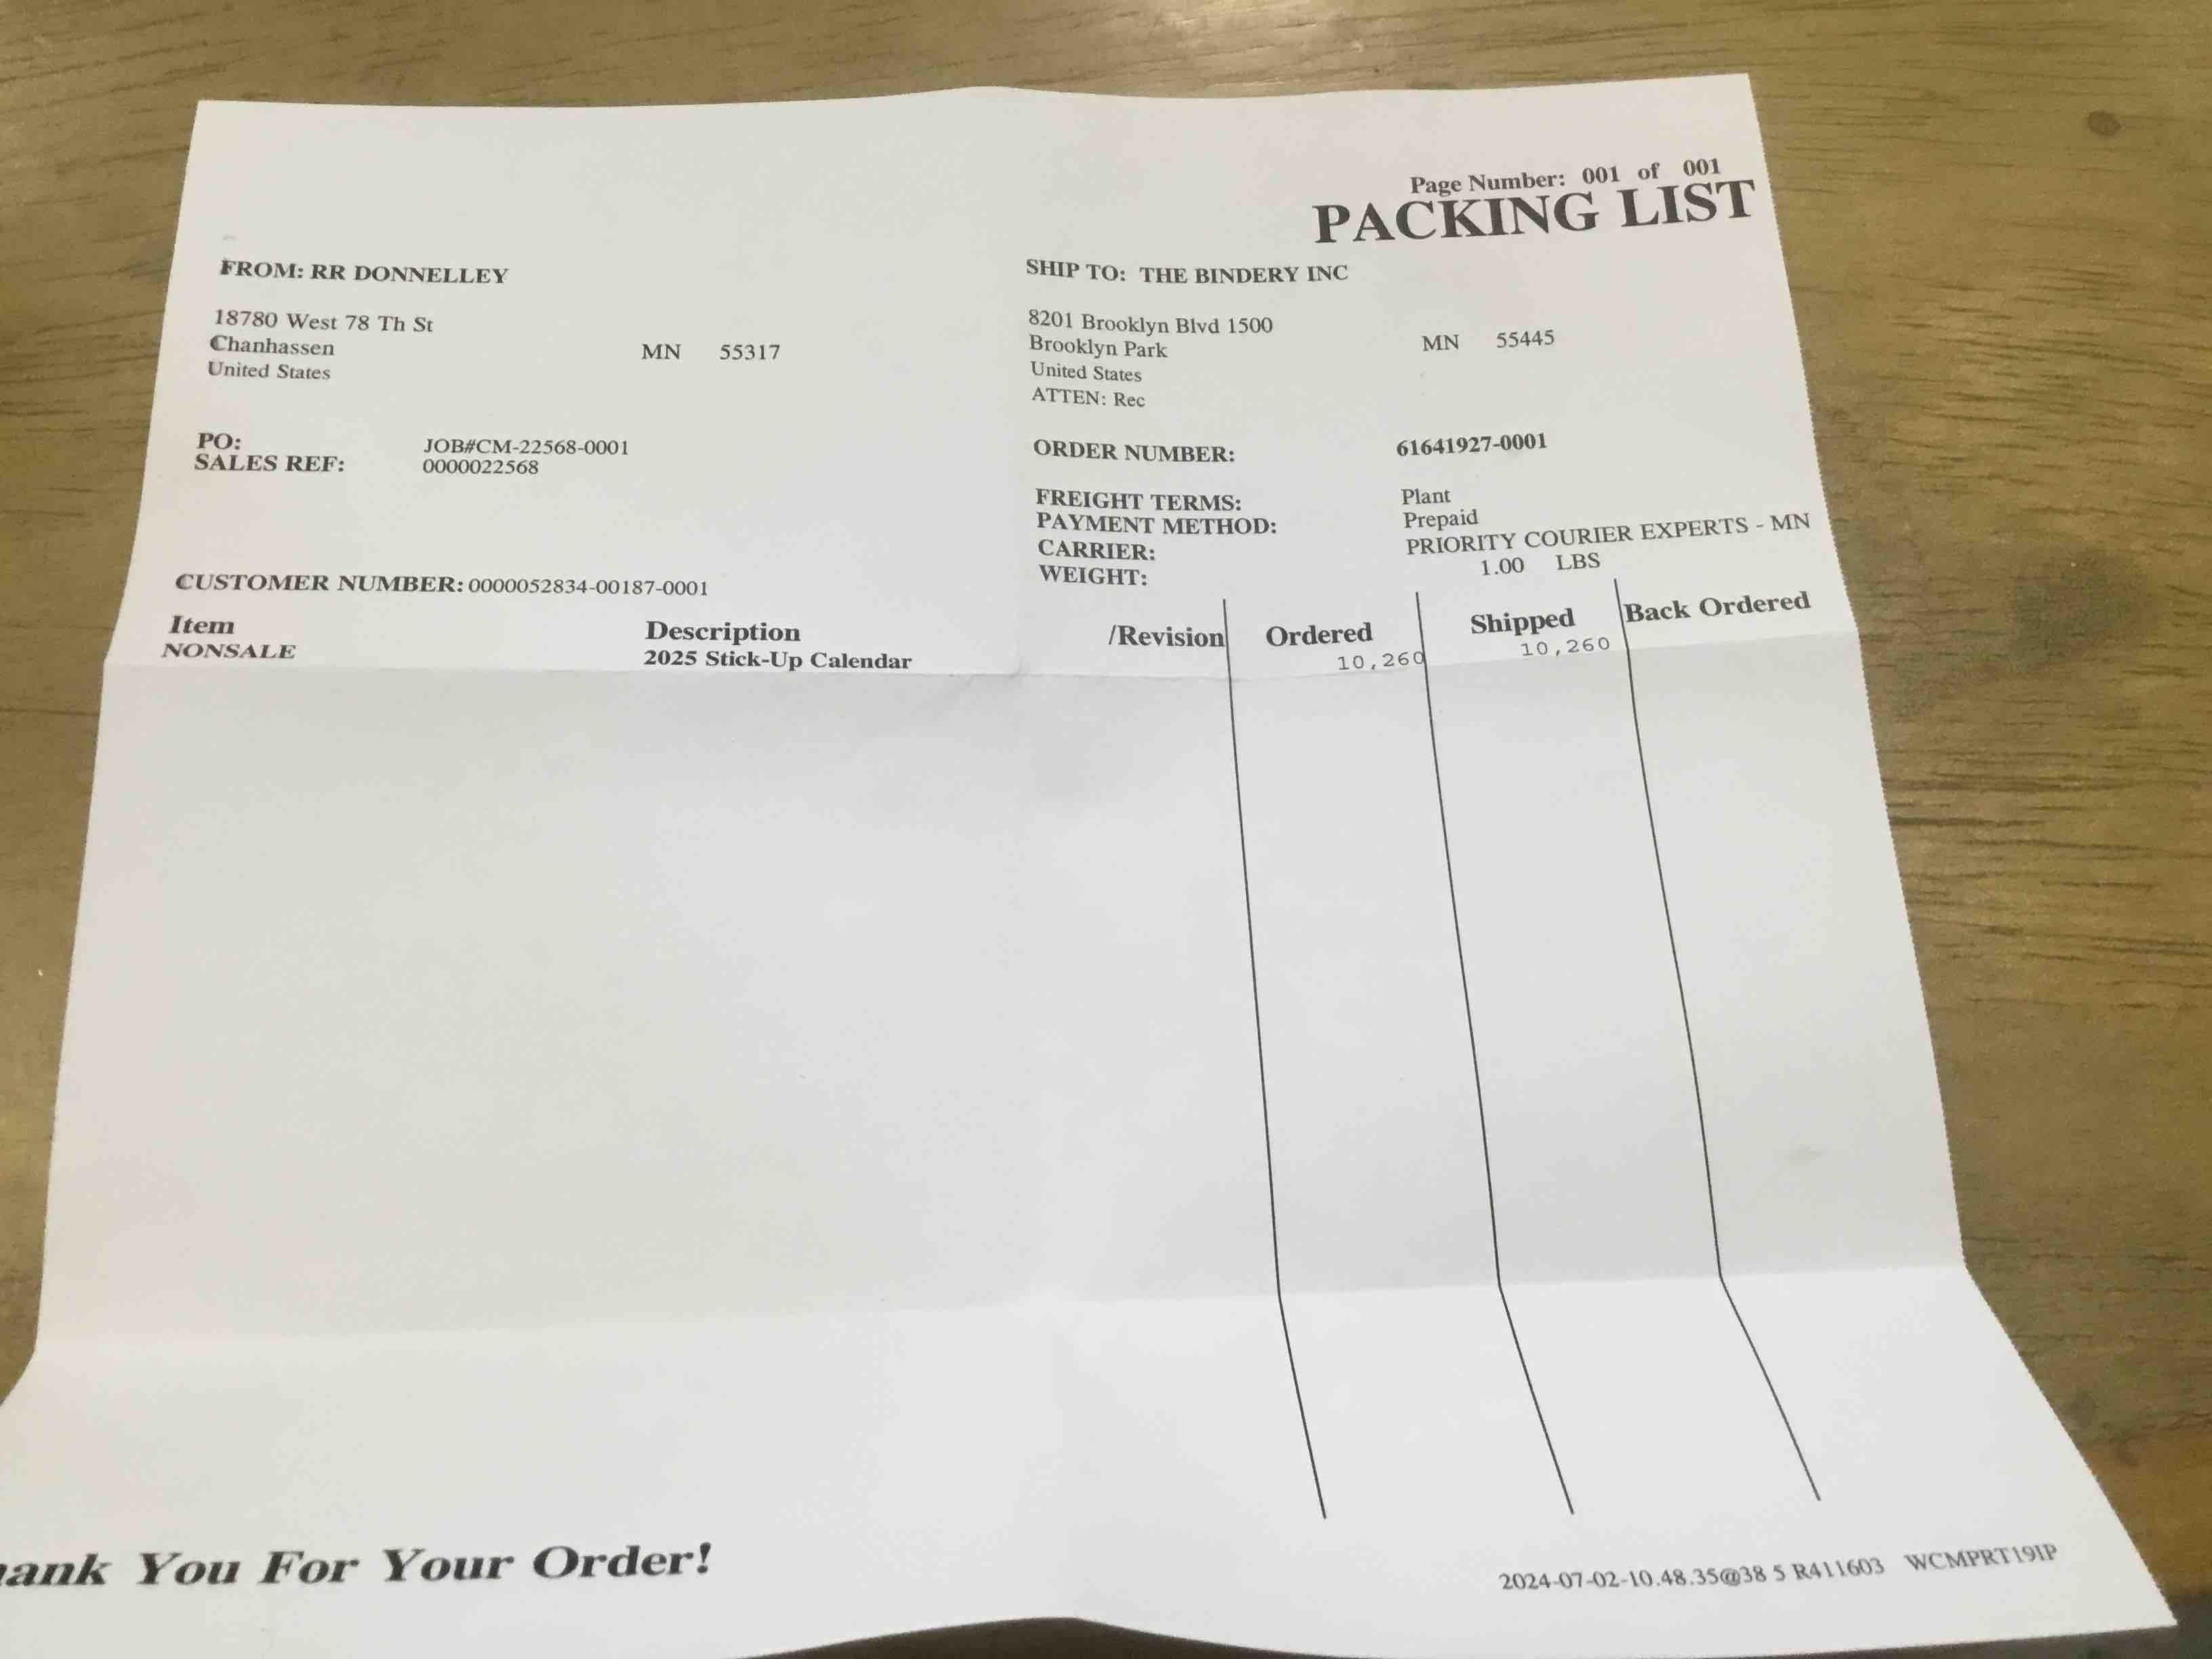 Page Number: 001 of 001
PACKING LIST
FROM: RR DONNELLEY
18780 West 78 Th St
Chanhassen MN 55317
United States
SHIP TO: THE BINDERY INC
8201 Brooklyn Blvd 1500
Brooklyn Park MN 55445
United States
ATTEN: Rec
PO: JOB#CM-22568-0001
SALES REF: 0000022568
ORDER NUMBER: 61641927-0001
FREIGHT TERMS: Plant
PAYMENT METHOD: Prepaid
CARRIER: PRIORITY COURIER EXPERTS - MN
WEIGHT: 1.00 LBS
CUSTOMER NUMBER: 0000052834-00187-0001
Item Description /Revision Ordered Shipped Back Ordered
NONSALE 2025 Stick-Up Calendar 10,260 10,260
ank You For Your Order!
2024-07-02-10.48.35@38 5 R411603 WCMPRT19IP